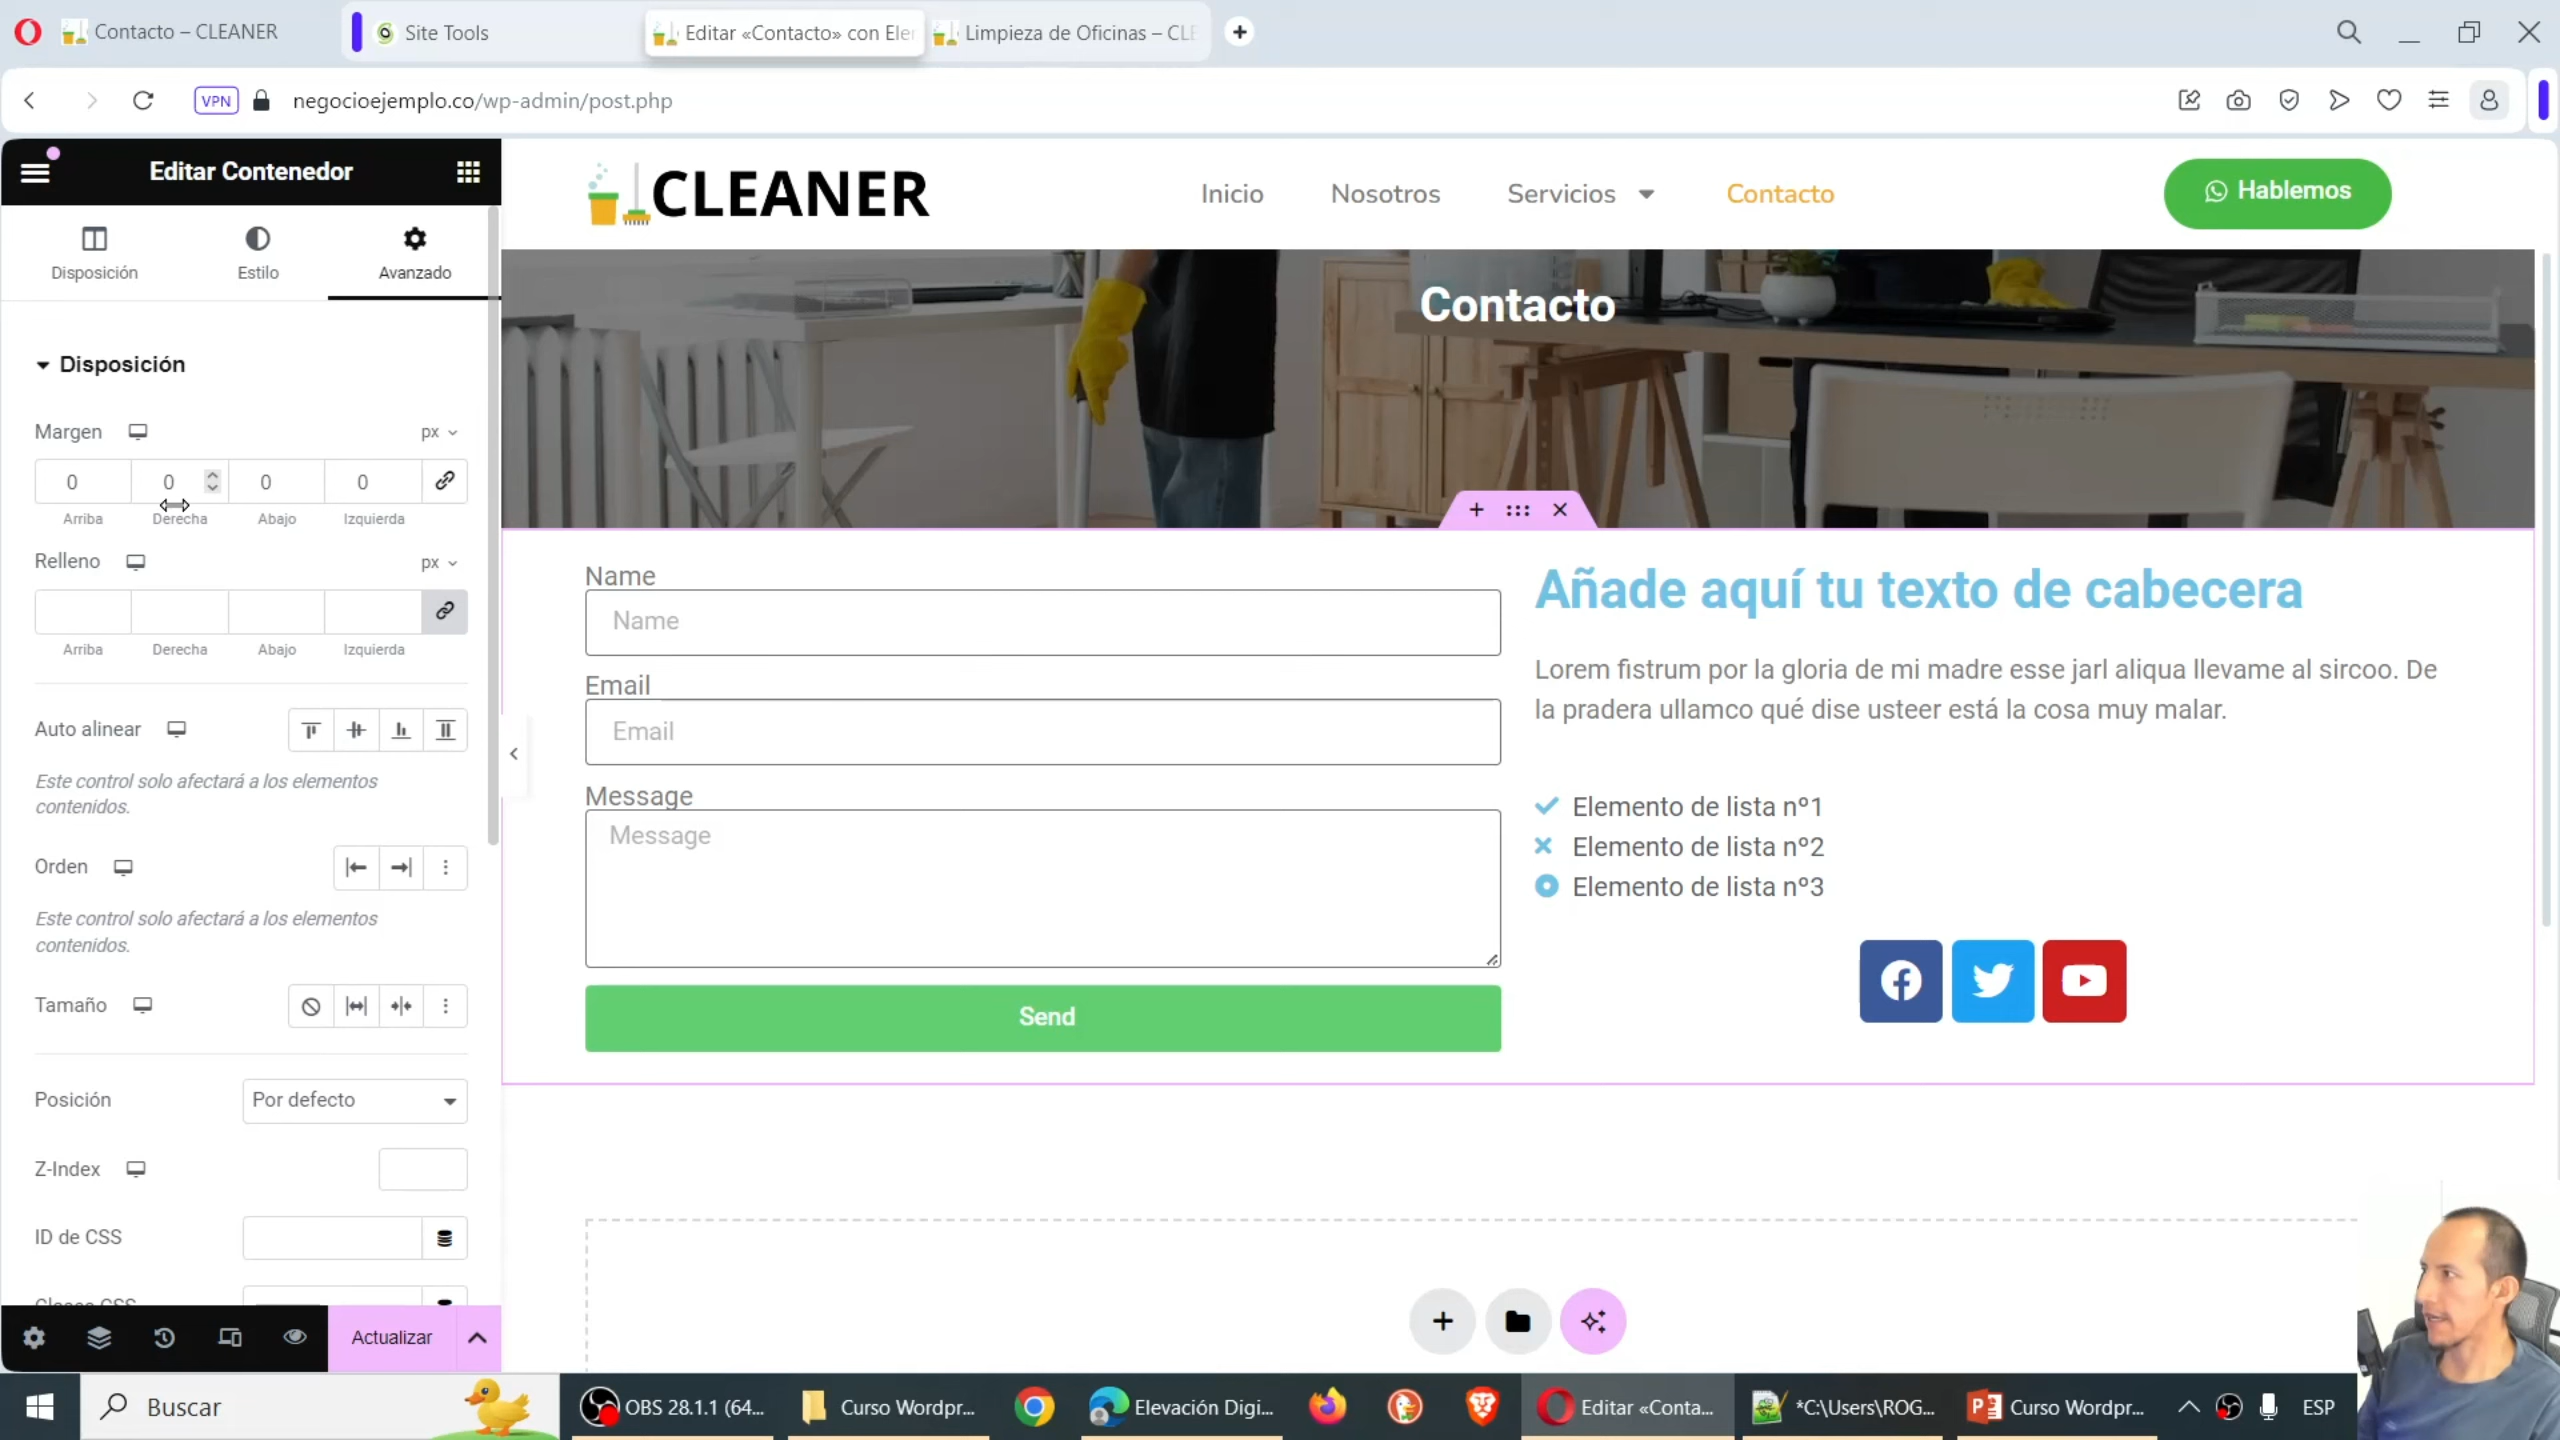 Contacto – CLEANER
Site Tools
Editar «Contacto» con Ele
Limpieza de Oficinas – CLE
VPN
negocioejemplo.co/wp-admin/post.php
Editar Contenedor
Disposición
Estilo
Avanzado
Disposición
Margen
px
0
0
0
0
Arriba
Derecha
Abajo
Izquierda
Relleno
px
Arriba
Derecha
Abajo
Izquierda
Auto alinear
Este control solo afectará a los elementos
contenidos.
Orden
Este control solo afectará a los elementos
contenidos.
Tamaño
Posición
Por defecto
Z-Index
ID de CSS
Actualizar
CLEANER
Inicio
Nosotros
Servicios
Contacto
Hablemos
Contacto
Name
Name
Email
Email
Message
Message
Send
Añade aquí tu texto de cabecera
Lorem fistrum por la gloria de mi madre esse jarl aliqua llevame al sircoo. De
la pradera ullamco qué dise usteer está la cosa muy malar.
Elemento de lista nº1
Elemento de lista nº2
Elemento de lista nº3
Buscar
OBS 28.1.1 (64...
Curso Wordpr...
Elevación Digi...
Editar «Conta...
*C:\Users\ROG...
Curso Wordpr...
ESP